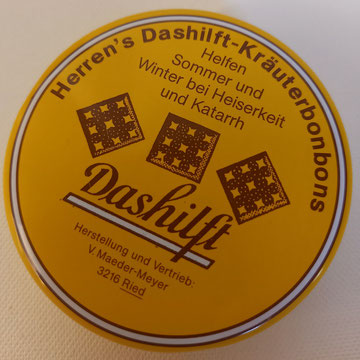 Herren's Dashilft-Kräuterbonbons
Helfen
Sommer und
Winter bei Heiserkeit
und Katarrh
Dashilft
Herstellung und Vertrieb:
V. Maeder-Meyer
3216 Ried